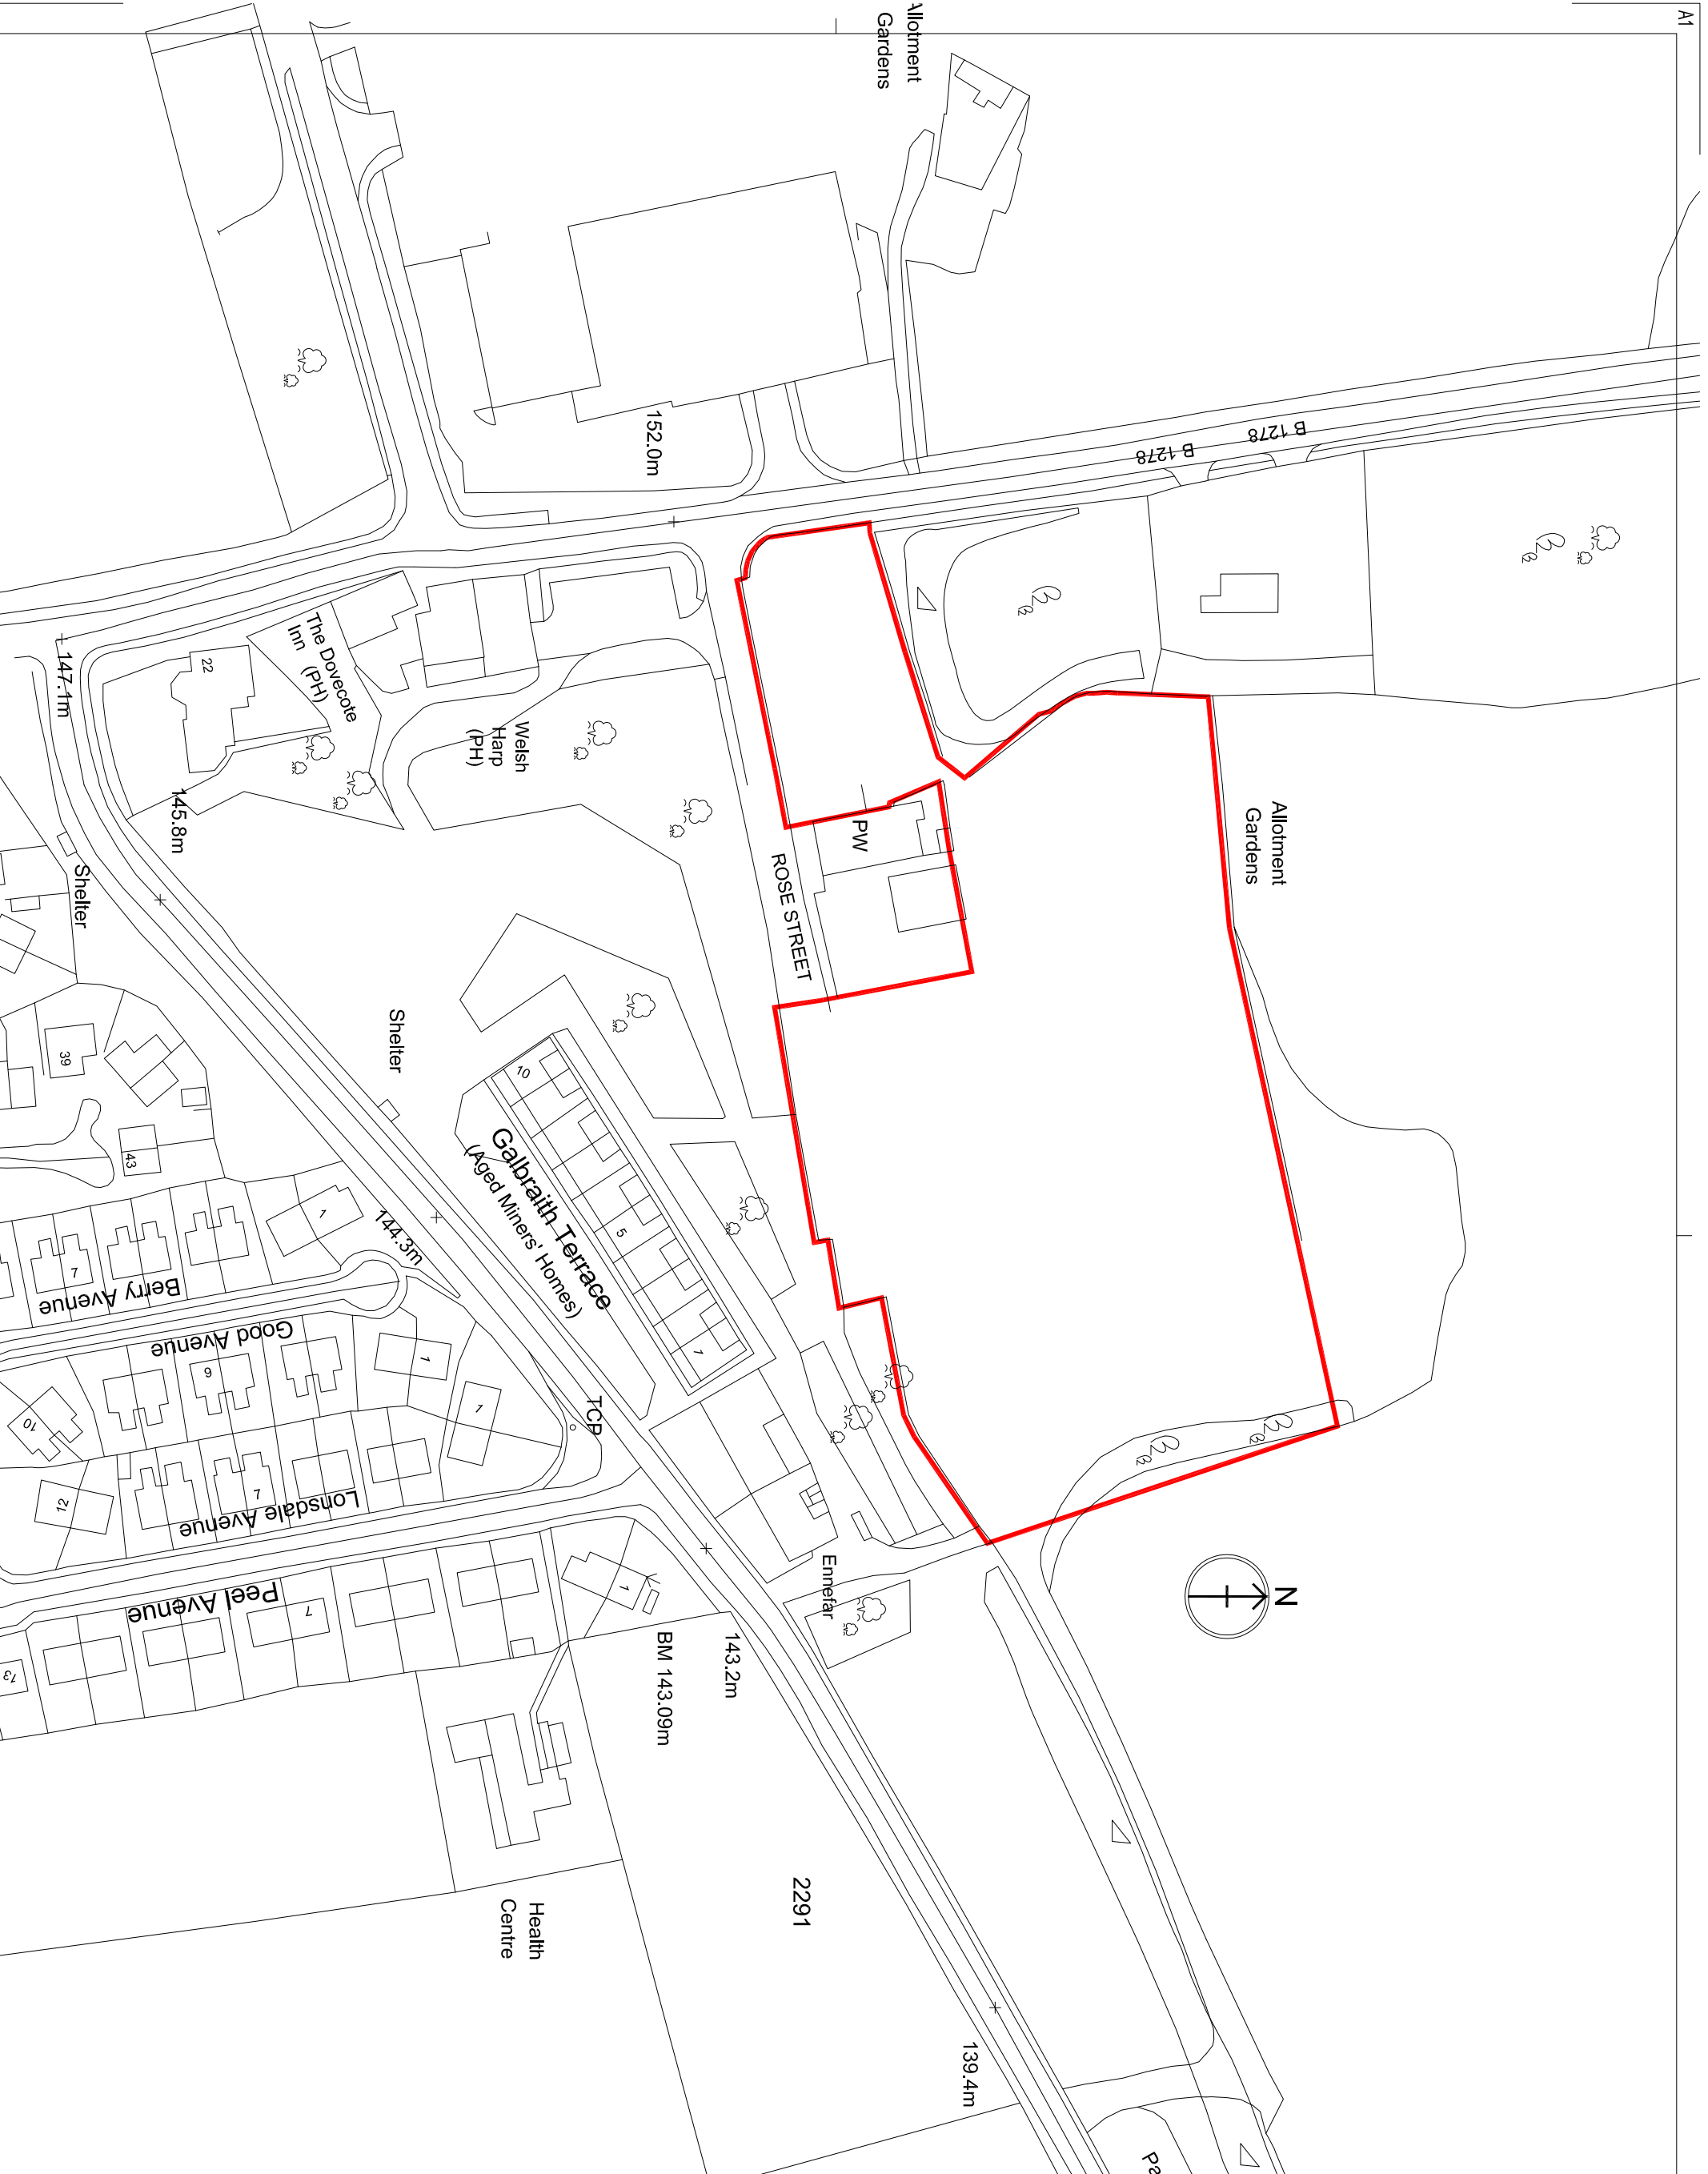 A1
Allotment
Gardens
B 1278
B 1278
152.0m
The Dovecote
Inn (PH)
22
147.1m
Welsh
Harp
(PH)
145.8m
Shelter
PW
ROSE STREET
Allotment
Gardens
Shelter
39
43
10
5
1
Galbraith Terrace
(Aged Miners' Homes)
144.3m
1
7
Berry Avenue
Good Avenue
9
1
1
10
TCP
12
7
Lonsdale Avenue
Peel Avenue
7
1
13
Ennefar
N
143.2m
BM 143.09m
2291
Health
Centre
139.4m
Pa